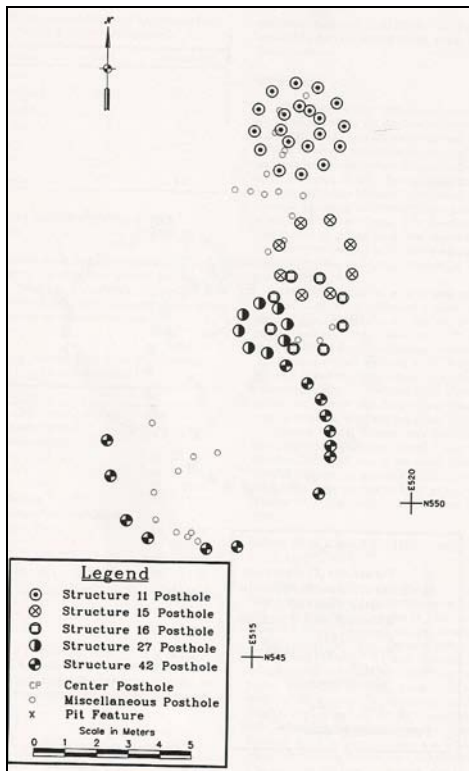 N
E520
N550
E515
N545
Legend
Structure 11 Posthole
Structure 15 Posthole
Structure 16 Posthole
Structure 27 Posthole
Structure 42 Posthole
CP Center Posthole
Miscellaneous Posthole
X Pit Feature
Scale in Meters
0 1 2 3 4 5